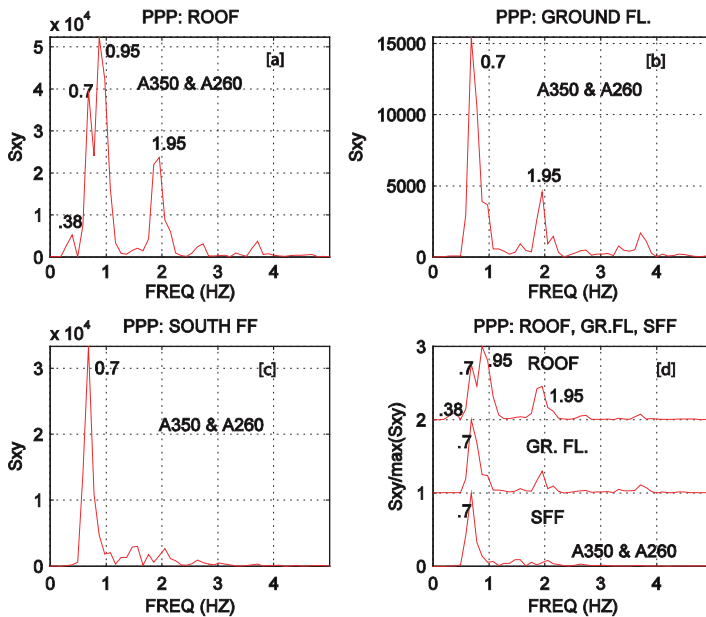 PPP: ROOF
x 10^4
[a]
0.95
0.7
A350 & A260
1.95
.38
Sxy
5
4
3
2
1
0
0 1 2 3 4
FREQ (HZ)
PPP: GROUND FL.
[b]
0.7
A350 & A260
1.95
Sxy
15000
10000
5000
0
0 1 2 3 4
FREQ (HZ)
PPP: SOUTH FF
x 10^4
[c]
0.7
A350 & A260
Sxy
3
2
1
0
0 1 2 3 4
FREQ (HZ)
PPP: ROOF, GR.FL, SFF
[d]
.7 .95 ROOF
1.95
.38
.7
GR. FL.
.7
SFF
A350 & A260
Sxy/max(Sxy)
3
2
1
0
0 1 2 3 4
FREQ (HZ)